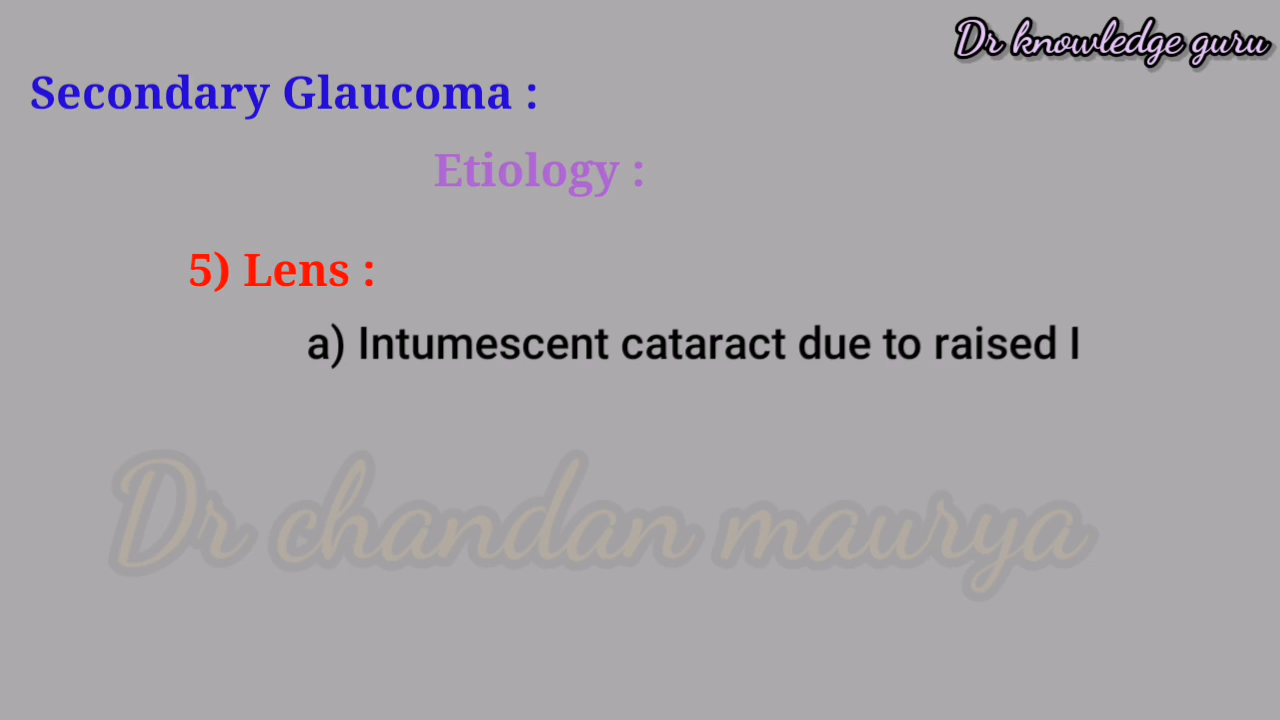 Dr knowledge guru
Secondary Glaucoma :
Etiology :
5) Lens :
a) Intumescent cataract due to raised I
Dr chandan maurya